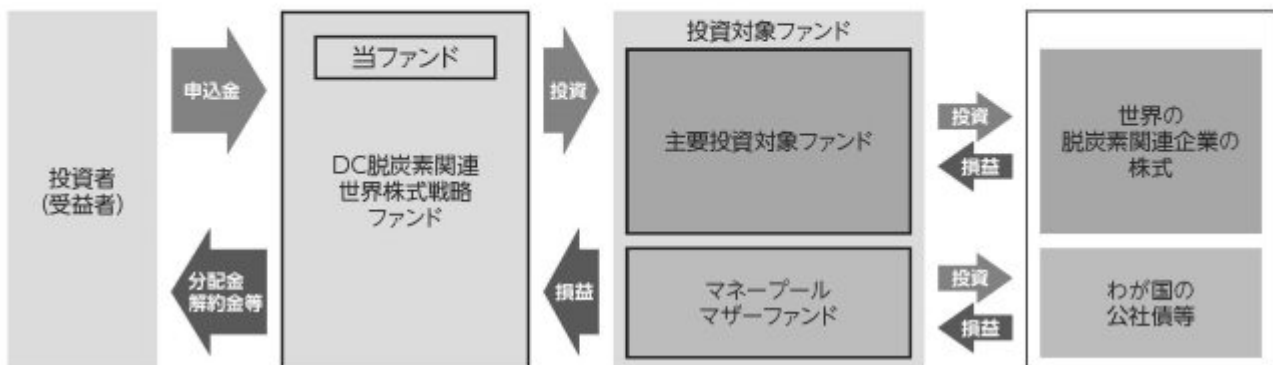 投資者
(受益者)
申込金
分配金
解約金等
当ファンド
DC脱炭素関連
世界株式戦略
ファンド
投資
損益
投資対象ファンド
主要投資対象ファンド
マネープール
マザーファンド
投資
損益
投資
損益
世界の
脱炭素関連企業の
株式
わが国の
公社債等